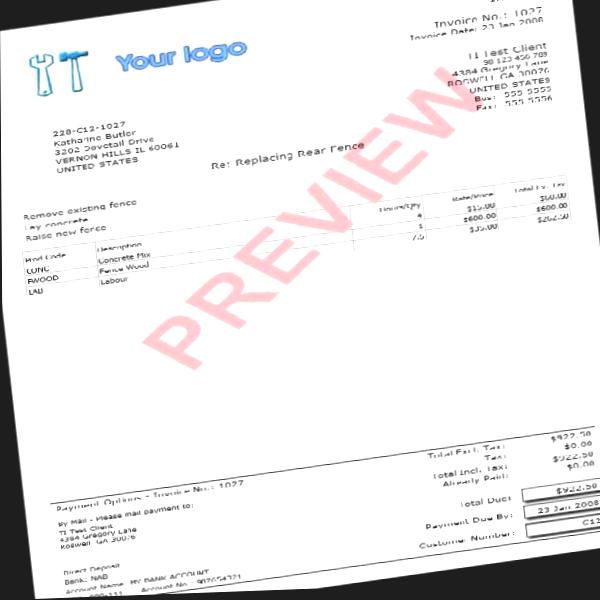 Invoice No.: 1027
Invoice Date: 23 Jan 2008
Your logo
TI Test Client
98 123 456 789
4384 Gregory Lane
ROSWELL GA 30076
UNITED STATES
Bus: 555 5555
Fax: 555 5556
228-C12-1027
Katharine Butler
3202 Dovetail Drive
VERNON HILLS IL 60061
UNITED STATES
Re: Replacing Rear Fence
PREVIEW
Remove existing fence
Lay concrete
Raise new fence
Prod Code Description Hours/Qty Rate/Price Total Ex. Tax
CONC Concrete Mix 4 $15.00 $60.00
FWOOD Fence Wood 1 $600.00 $600.00
LAB Labour 7.5 $35.00 $262.50
Total Excl. Tax: $922.50
Tax: $0.00
Total Incl. Tax: $922.50
Already Paid: $0.00
Payment Options - Invoice No.: 1027
Total Due: $922.50
Payment Due By: 23 Jan 2008
Customer Number: C12
By Mail - Please mail payment to:
TI Test Client
4384 Gregory Lane
Roswell GA 30076
Direct Deposit
Bank: NAB
Account Name: MY BANK ACCOUNT
Account No.: 987654321